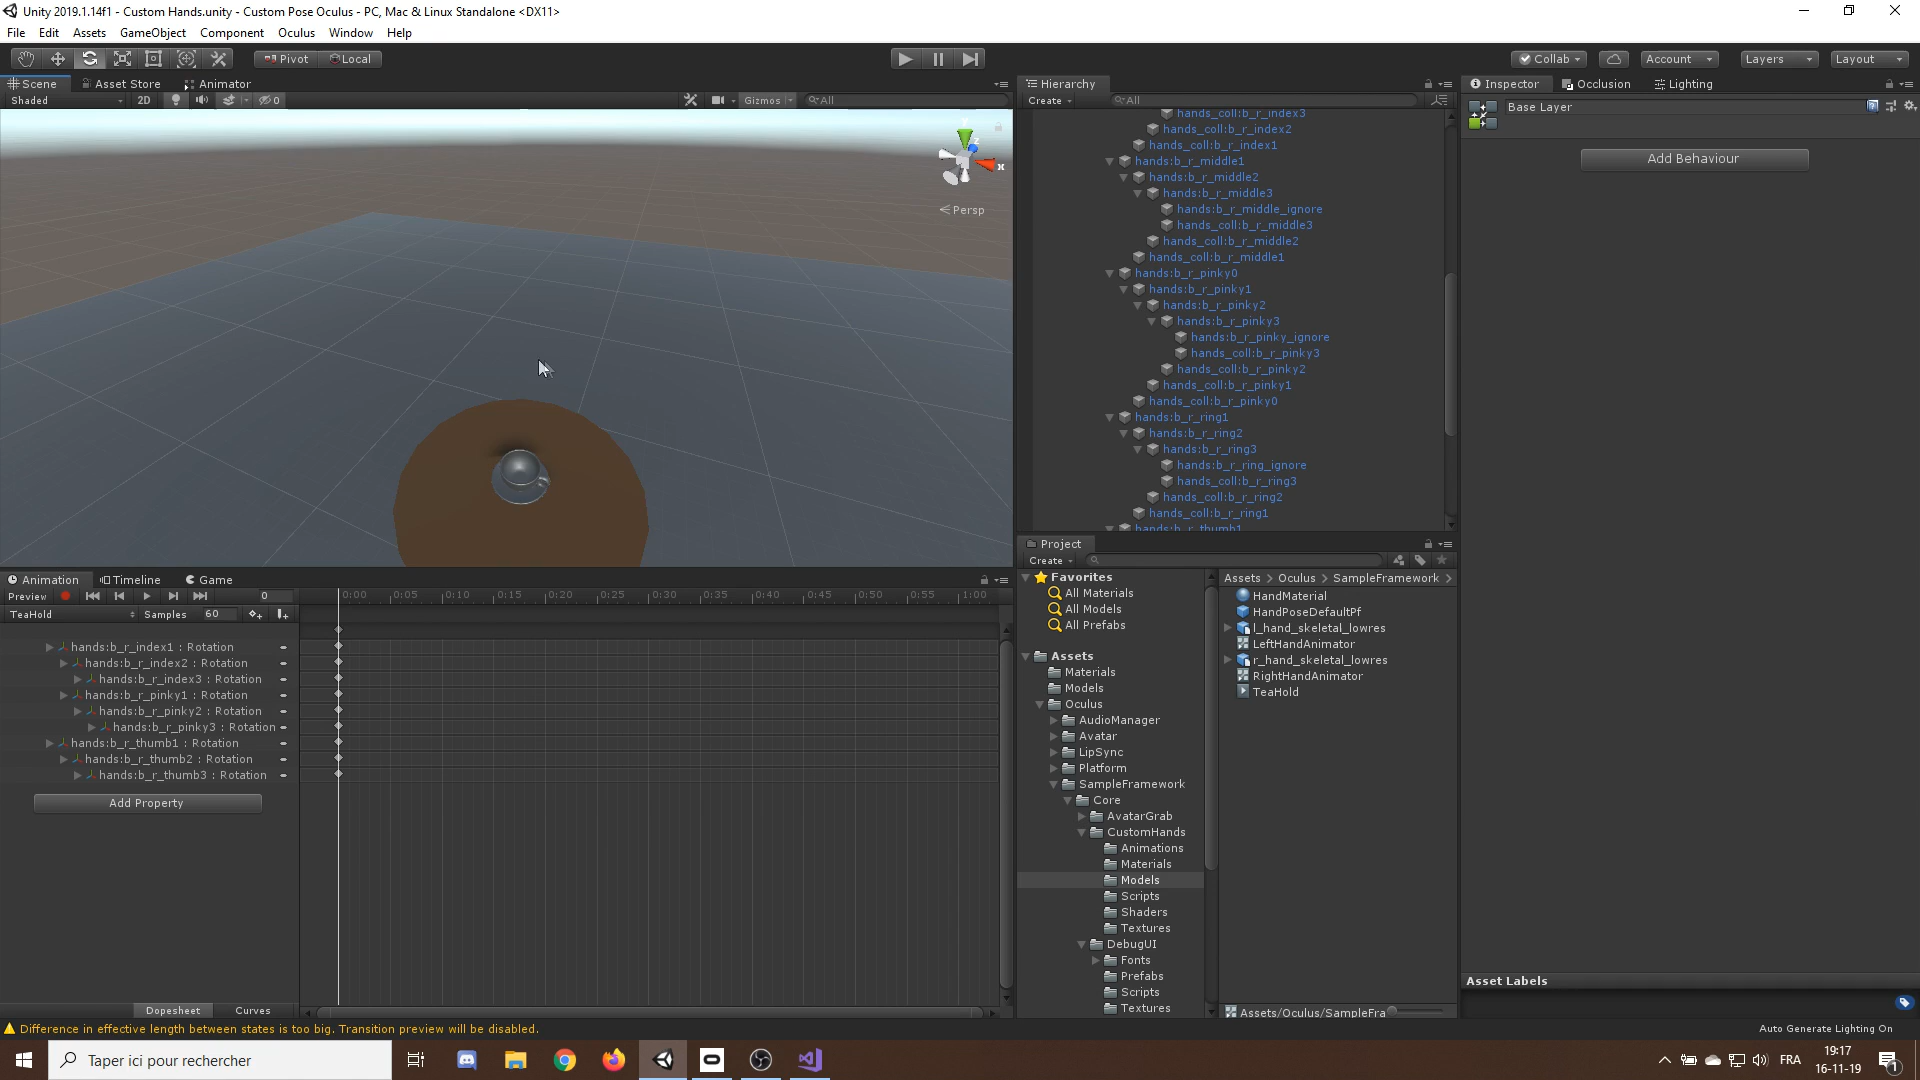 Unity 2019.1.14f1 - Custom Hands.unity - Custom Pose Oculus - PC, Mac & Linux Standalone <DX11>
File Edit Assets GameObject Component Oculus Window Help
Pivot Local
Collab Account Layers Layout
Scene Asset Store Animator
Shaded 2D 0 Gizmos All
Persp
x
Hierarchy
Create All
hands_coll:b_r_index3
hands_coll:b_r_index2
hands_coll:b_r_index1
hands:b_r_middle1
hands:b_r_middle2
hands:b_r_middle3
hands:b_r_middle_ignore
hands_coll:b_r_middle3
hands_coll:b_r_middle2
hands_coll:b_r_middle1
hands:b_r_pinky0
hands:b_r_pinky1
hands:b_r_pinky2
hands:b_r_pinky3
hands:b_r_pinky_ignore
hands_coll:b_r_pinky3
hands_coll:b_r_pinky2
hands_coll:b_r_pinky1
hands_coll:b_r_pinky0
hands:b_r_ring1
hands:b_r_ring2
hands:b_r_ring3
hands:b_r_ring_ignore
hands_coll:b_r_ring3
hands_coll:b_r_ring2
hands_coll:b_r_ring1
hands:b_r_thumb1
Inspector Occlusion Lighting
Base Layer
Add Behaviour
Asset Labels
Animation Timeline Game
Preview 0
0:00 0:05 0:10 0:15 0:20 0:25 0:30 0:35 0:40 0:45 0:50 0:55 1:00
TeaHold Samples 60
hands:b_r_index1 : Rotation
hands:b_r_index2 : Rotation
hands:b_r_index3 : Rotation
hands:b_r_pinky1 : Rotation
hands:b_r_pinky2 : Rotation
hands:b_r_pinky3 : Rotation
hands:b_r_thumb1 : Rotation
hands:b_r_thumb2 : Rotation
hands:b_r_thumb3 : Rotation
Add Property
Dopesheet Curves
Project
Create
Favorites
All Materials
All Models
All Prefabs
Assets
Materials
Models
Oculus
AudioManager
Avatar
LipSync
Platform
SampleFramework
Core
AvatarGrab
CustomHands
Animations
Materials
Models
Scripts
Shaders
Textures
DebugUI
Fonts
Prefabs
Scripts
Textures
Assets > Oculus > SampleFramework >
HandMaterial
HandPoseDefaultPf
l_hand_skeletal_lowres
LeftHandAnimator
r_hand_skeletal_lowres
RightHandAnimator
TeaHold
Assets/Oculus/SampleFra
Difference in effective length between states is too big. Transition preview will be disabled.
Auto Generate Lighting On
Taper ici pour rechercher
FRA
19:17
16-11-19
1